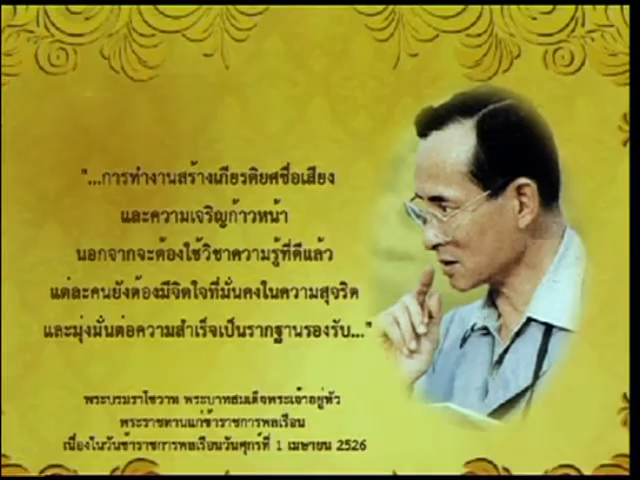 "...การทำงานสร้างเกียรติยศชื่อเสียง
และความเจริญก้าวหน้า
นอกจากจะต้องใช้วิชาความรู้ที่ดีแล้ว
แต่ละคนยังต้องมีจิตใจที่มั่นคงในความสุจริต
และมุ่งมั่นต่อความสำเร็จเป็นรากฐานรองรับ..."
พระบรมราโชวาท พระบาทสมเด็จพระเจ้าอยู่หัว
พระราชทานแก่ข้าราชการพลเรือน
เนื่องในวันข้าราชการพลเรือนวันศุกร์ที่ 1 เมษายน 2526